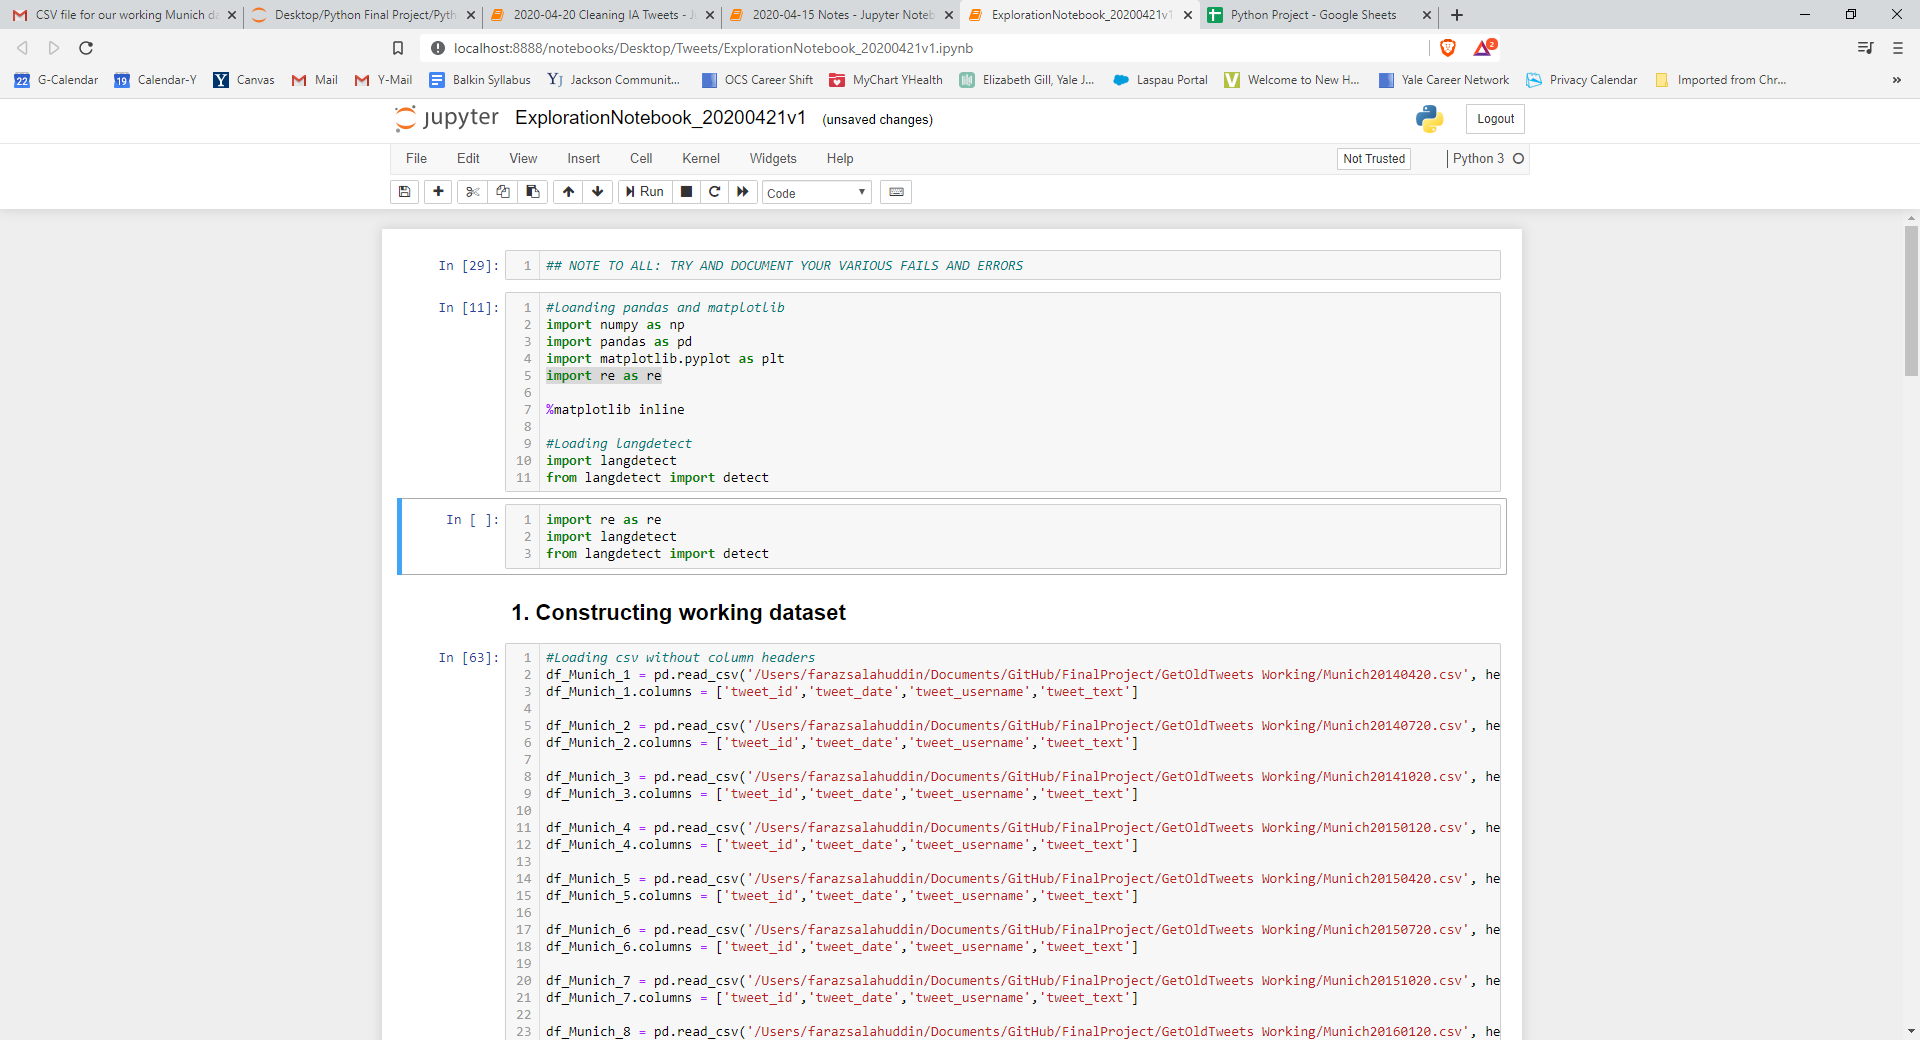 CSV file for our working Munich d
Desktop/Python Final Project/Pyth
2020-04-20 Cleaning IA Tweets - J
2020-04-15 Notes - Jupyter Noteb
ExplorationNotebook_20200421v1
Python Project - Google Sheets
localhost:8888/notebooks/Desktop/Tweets/ExplorationNotebook_20200421v1.ipynb
2
22 G-Calendar
19 Calendar-Y
Y Canvas
Mail
Y-Mail
Balkin Syllabus
YJ Jackson Communit...
OCS Career Shift
MyChart YHealth
Elizabeth Gill, Yale J...
Laspau Portal
V Welcome to New H...
Yale Career Network
Privacy Calendar
Imported from Chr...
»
jupyter ExplorationNotebook_20200421v1 (unsaved changes)
Logout
File Edit View Insert Cell Kernel Widgets Help
Not Trusted
Python 3
Run
Code
In [29]:
1 ## NOTE TO ALL: TRY AND DOCUMENT YOUR VARIOUS FAILS AND ERRORS
In [11]:
1 #loanding pandas and matplotlib
2 import numpy as np
3 import pandas as pd
4 import matplotlib.pyplot as plt
5 import re as re
6
7 %matplotlib inline
8
9 #Loading langdetect
10 import langdetect
11 from langdetect import detect
In [ ]:
1 import re as re
2 import langdetect
3 from langdetect import detect
1. Constructing working dataset
In [63]:
1 #Loading csv without column headers
2 df_Munich_1 = pd.read_csv('/Users/farazsalahuddin/Documents/GitHub/FinalProject/GetOldTweets Working/Munich20140420.csv', he
3 df_Munich_1.columns = ['tweet_id','tweet_date','tweet_username','tweet_text']
4
5 df_Munich_2 = pd.read_csv('/Users/farazsalahuddin/Documents/GitHub/FinalProject/GetOldTweets Working/Munich20140720.csv', he
6 df_Munich_2.columns = ['tweet_id','tweet_date','tweet_username','tweet_text']
7
8 df_Munich_3 = pd.read_csv('/Users/farazsalahuddin/Documents/GitHub/FinalProject/GetOldTweets Working/Munich20141020.csv', he
9 df_Munich_3.columns = ['tweet_id','tweet_date','tweet_username','tweet_text']
10
11 df_Munich_4 = pd.read_csv('/Users/farazsalahuddin/Documents/GitHub/FinalProject/GetOldTweets Working/Munich20150120.csv', he
12 df_Munich_4.columns = ['tweet_id','tweet_date','tweet_username','tweet_text']
13
14 df_Munich_5 = pd.read_csv('/Users/farazsalahuddin/Documents/GitHub/FinalProject/GetOldTweets Working/Munich20150420.csv', he
15 df_Munich_5.columns = ['tweet_id','tweet_date','tweet_username','tweet_text']
16
17 df_Munich_6 = pd.read_csv('/Users/farazsalahuddin/Documents/GitHub/FinalProject/GetOldTweets Working/Munich20150720.csv', he
18 df_Munich_6.columns = ['tweet_id','tweet_date','tweet_username','tweet_text']
19
20 df_Munich_7 = pd.read_csv('/Users/farazsalahuddin/Documents/GitHub/FinalProject/GetOldTweets Working/Munich20151020.csv', he
21 df_Munich_7.columns = ['tweet_id','tweet_date','tweet_username','tweet_text']
22
23 df_Munich_8 = pd.read_csv('/Users/farazsalahuddin/Documents/GitHub/FinalProject/GetOldTweets Working/Munich20160120.csv', he